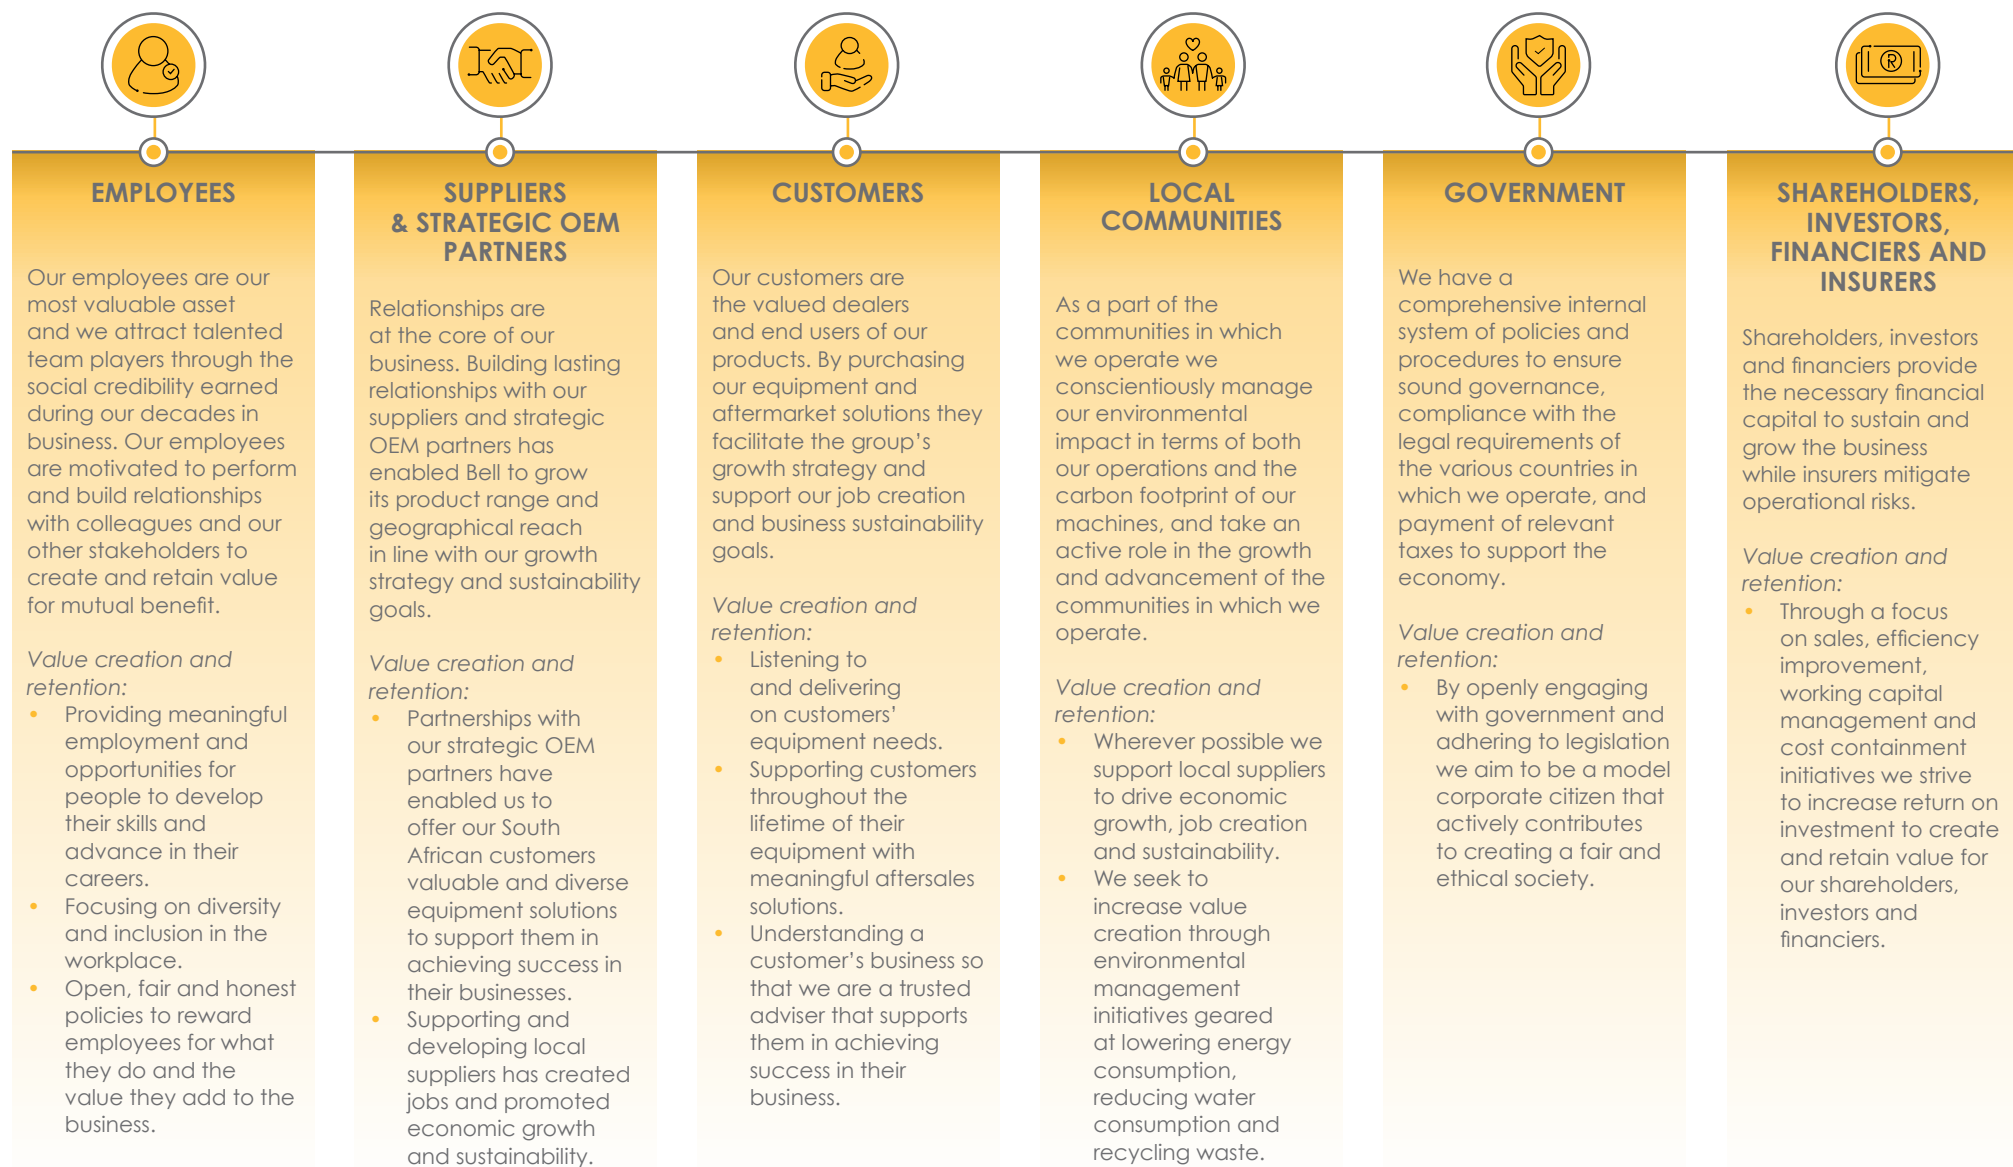 EMPLOYEES
Our employees are our
most valuable asset
and we attract talented
team players through the
social credibility earned
during our decades in
business. Our employees
are motivated to perform
and build relationships
with colleagues and our
other stakeholders to
create and retain value
for mutual benefit.
Value creation and
retention:
• Providing meaningful
employment and
opportunities for
people to develop
their skills and
advance in their
careers.
• Focusing on diversity
and inclusion in the
workplace.
• Open, fair and honest
policies to reward
employees for what
they do and the
value they add to the
business.
SUPPLIERS
& STRATEGIC OEM
PARTNERS
Relationships are
at the core of our
business. Building lasting
relationships with our
suppliers and strategic
OEM partners has
enabled Bell to grow
its product range and
geographical reach
in line with our growth
strategy and sustainability
goals.
Value creation and
retention:
• Partnerships with
our strategic OEM
partners have
enabled us to
offer our South
African customers
valuable and diverse
equipment solutions
to support them in
achieving success in
their businesses.
• Supporting and
developing local
suppliers has created
jobs and promoted
economic growth
and sustainability.
CUSTOMERS
Our customers are
the valued dealers
and end users of our
products. By purchasing
our equipment and
aftermarket solutions they
facilitate the group's
growth strategy and
support our job creation
and business sustainability
goals.
Value creation and
retention:
• Listening to
and delivering
on customers'
equipment needs.
• Supporting customers
throughout the
lifetime of their
equipment with
meaningful aftersales
solutions.
• Understanding a
customer's business so
that we are a trusted
adviser that supports
them in achieving
success in their
business.
LOCAL
COMMUNITIES
As a part of the
communities in which
we operate we
conscientiously manage
our environmental
impact in terms of both
our operations and the
carbon footprint of our
machines, and take an
active role in the growth
and advancement of the
communities in which we
operate.
Value creation and
retention:
• Wherever possible we
support local suppliers
to drive economic
growth, job creation
and sustainability.
• We seek to
increase value
creation through
environmental
management
initiatives geared
at lowering energy
consumption,
reducing water
consumption and
recycling waste.
GOVERNMENT
We have a
comprehensive internal
system of policies and
procedures to ensure
sound governance,
compliance with the
legal requirements of
the various countries in
which we operate, and
payment of relevant
taxes to support the
economy.
Value creation and
retention:
• By openly engaging
with government and
adhering to legislation
we aim to be a model
corporate citizen that
actively contributes
to creating a fair and
ethical society.
R
SHAREHOLDERS,
INVESTORS,
FINANCIERS AND
INSURERS
Shareholders, investors
and financiers provide
the necessary financial
capital to sustain and
grow the business
while insurers mitigate
operational risks.
Value creation and
retention:
• Through a focus
on sales, efficiency
improvement,
working capital
management and
cost containment
initiatives we strive
to increase return on
investment to create
and retain value for
our shareholders,
investors and
financiers.